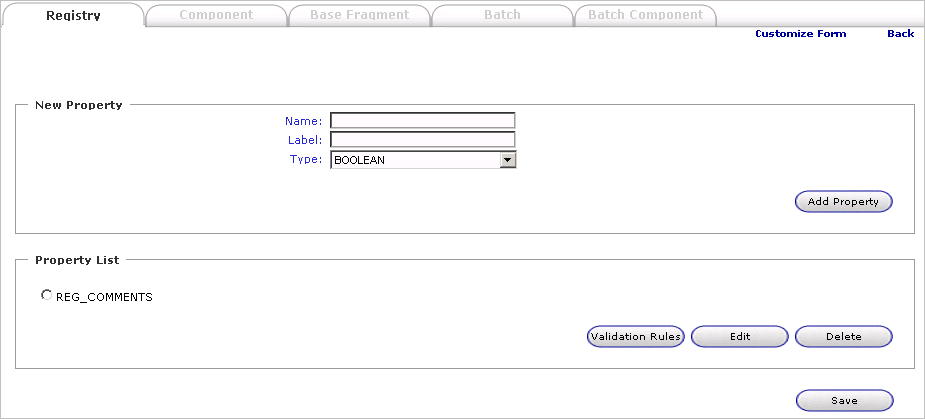 Registry Component Base Fragment Batch Batch Component
Customize Form Back
New Property
Name:
Label:
Type: BOOLEAN
Add Property
Property List
REG_COMMENTS
Validation Rules Edit Delete
Save